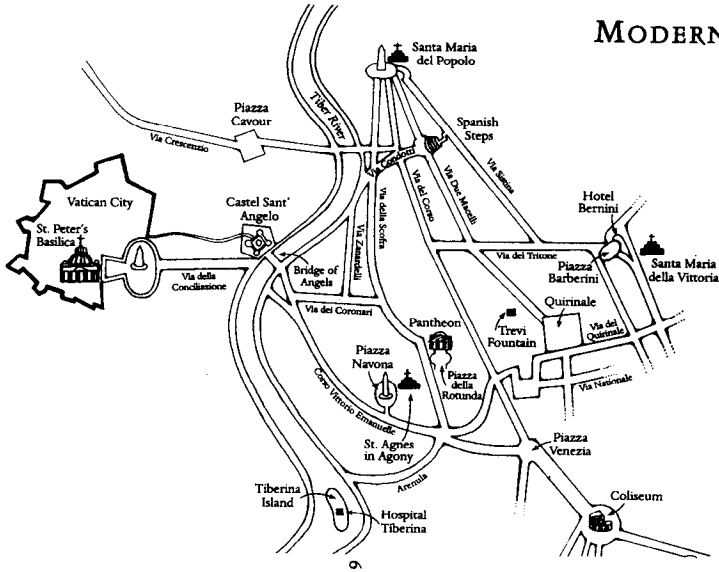 MODERN
Santa Maria
del Popolo
Tiber River
Piazza
Cavour
Via Crescenzio
Spanish
Steps
Via Condotti
Via Sistina
Vatican City
St. Peter's
Basilica
Castel Sant'
Angelo
Via del Corso
Via Due Macelli
Via della Scrofa
Via Zanardelli
Hotel
Bernini
Via del Tritone
Piazza
Barberini
Santa Maria
della Vittoria
Via della
Conciliazione
Bridge of
Angels
Via dei Coronari
Pantheon
Trevi
Fountain
Quirinale
Via del
Quirinale
Piazza
Navona
Piazza
della
Rotunda
Via Nationale
Corso Vittorio Emanuelle
St. Agnes
in Agony
Piazza
Venezia
Arenula
Tiberina
Island
Hospital
Tiberina
Coliseum
6